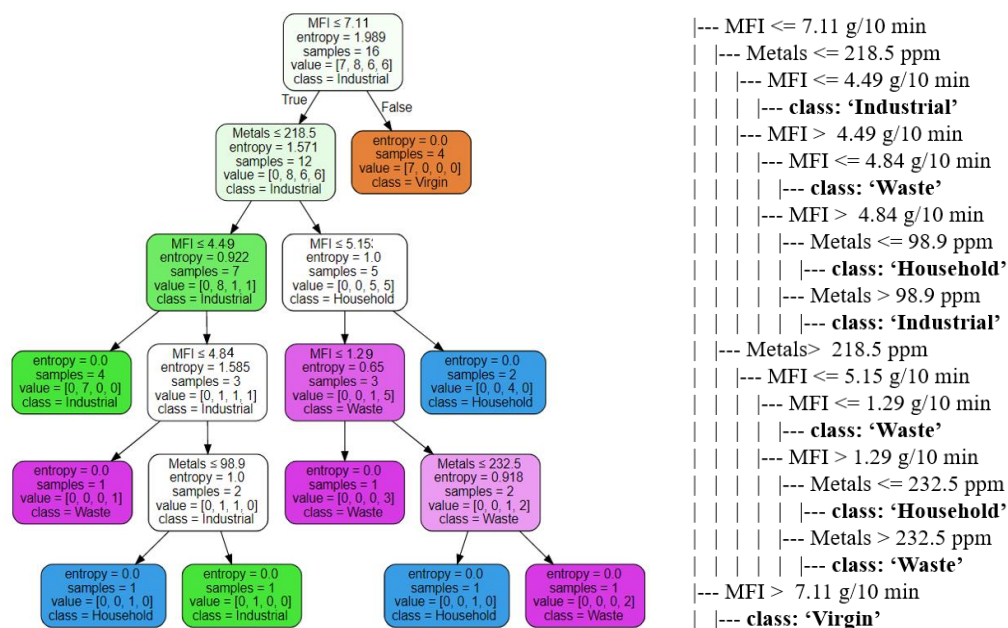 MFI ≤ 7.11
entropy = 1.989
samples = 16
value = [7, 8, 6, 6]
class = Industrial
True
False
Metals ≤ 218.5
entropy = 1.571
samples = 12
value = [0, 8, 6, 6]
class = Industrial
entropy = 0.0
samples = 4
value = [7, 0, 0, 0]
class = Virgin
MFI ≤ 4.49
entropy = 0.922
samples = 7
value = [0, 8, 1, 1]
class = Industrial
MFI ≤ 5.15
entropy = 1.0
samples = 5
value = [0, 0, 5, 5]
class = Household
entropy = 0.0
samples = 4
value = [0, 7, 0, 0]
class = Industrial
MFI ≤ 4.84
entropy = 1.585
samples = 3
value = [0, 1, 1, 1]
class = Industrial
MFI ≤ 1.29
entropy = 0.65
samples = 3
value = [0, 0, 1, 5]
class = Waste
entropy = 0.0
samples = 2
value = [0, 0, 4, 0]
class = Household
entropy = 0.0
samples = 1
value = [0, 0, 0, 1]
class = Waste
Metals ≤ 98.9
entropy = 1.0
samples = 2
value = [0, 1, 1, 0]
class = Industrial
entropy = 0.0
samples = 1
value = [0, 0, 0, 3]
class = Waste
Metals ≤ 232.5
entropy = 0.918
samples = 2
value = [0, 0, 1, 2]
class = Waste
entropy = 0.0
samples = 1
value = [0, 0, 1, 0]
class = Household
entropy = 0.0
samples = 1
value = [0, 1, 0, 0]
class = Industrial
entropy = 0.0
samples = 1
value = [0, 0, 1, 0]
class = Household
entropy = 0.0
samples = 1
value = [0, 0, 0, 2]
class = Waste
|--- MFI <= 7.11 g/10 min
| |--- Metals <= 218.5 ppm
| | |--- MFI <= 4.49 g/10 min
| | | |--- class: ‘Industrial’
| | |--- MFI > 4.49 g/10 min
| | | |--- MFI <= 4.84 g/10 min
| | | | |--- class: ‘Waste’
| | | |--- MFI > 4.84 g/10 min
| | | | |--- Metals <= 98.9 ppm
| | | | | |--- class: ‘Household’
| | | | |--- Metals > 98.9 ppm
| | | | | |--- class: ‘Industrial’
| |--- Metals> 218.5 ppm
| | |--- MFI <= 5.15 g/10 min
| | | |--- MFI <= 1.29 g/10 min
| | | | |--- class: ‘Waste’
| | | |--- MFI > 1.29 g/10 min
| | | | |--- Metals <= 232.5 ppm
| | | | | |--- class: ‘Household’
| | | | |--- Metals > 232.5 ppm
| | | | | |--- class: ‘Waste’
|--- MFI > 7.11 g/10 min
| |--- class: ‘Virgin’